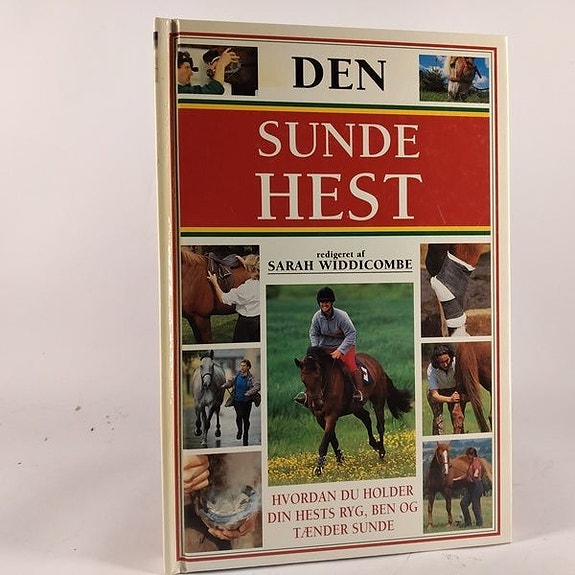 DEN
SUNDE
HEST
redigeret af
SARAH WIDDICOMBE
HVORDAN DU HOLDER
DIN HESTS RYG, BEN OG
TÆNDER SUNDE